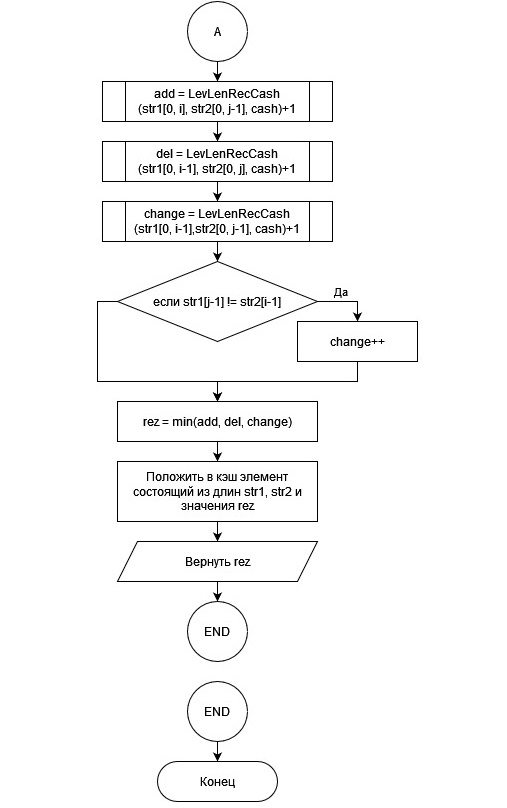 A
add = LevLenRecCash
(str1[0, i], str2[0, j-1], cash)+1
del = LevLenRecCash
(str1[0, i-1], str2[0, j], cash)+1
change = LevLenRecCash
(str1[0, i-1],str2[0, j-1], cash)+1
если str1[j-1] != str2[i-1]
Да
change++
rez = min(add, del, change)
Положить в кэш элемент
состоящий из длин str1, str2 и
значения rez
Вернуть rez
END
END
Конец